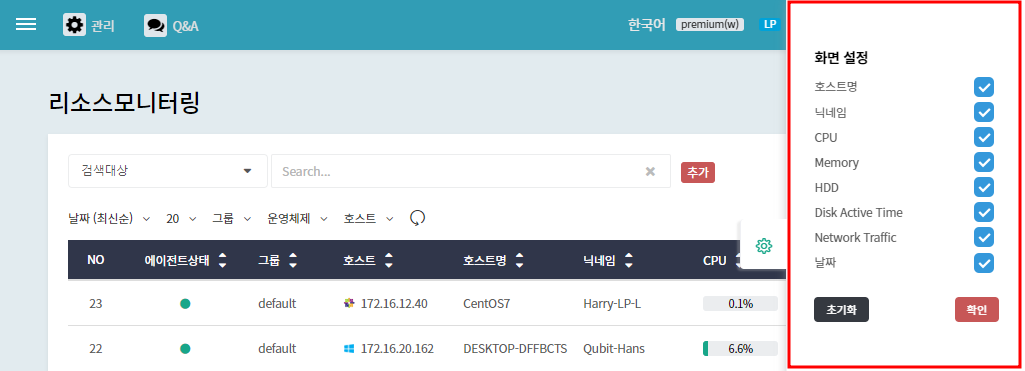 관리 Q&A 한국어 premium(w) LP
리소스모니터링
검색대상 Search... 추가
날짜 (최신순) 20 그룹 운영체제 호스트
NO 에이전트상태 그룹 호스트 호스트명 닉네임 CPU
23 default 172.16.12.40 CentOS7 Harry-LP-L 0.1%
22 default 172.16.20.162 DESKTOP-DFFBCTS Qubit-Hans 6.6%
화면 설정
호스트명
닉네임
CPU
Memory
HDD
Disk Active Time
Network Traffic
날짜
초기화 확인